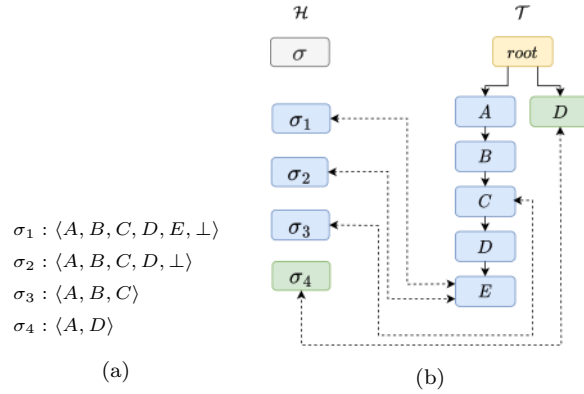 σ₁ : ⟨A, B, C, D, E, ⊥⟩
σ₂ : ⟨A, B, C, D, ⊥⟩
σ₃ : ⟨A, B, C⟩
σ₄ : ⟨A, D⟩
(a)
ℋ
𝒯
σ
root
σ₁
A
D
B
σ₂
C
σ₃
D
σ₄
E
(b)